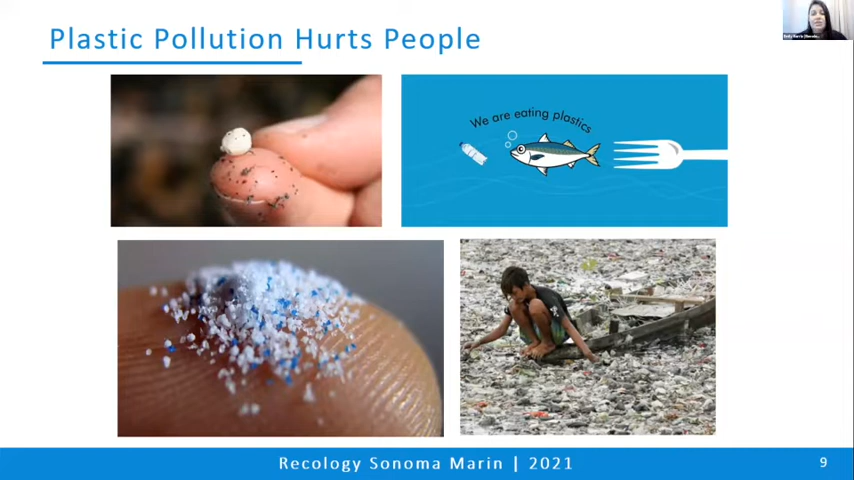 Plastic Pollution Hurts People
We are eating plastics
Recology Sonoma Marin | 2021
9